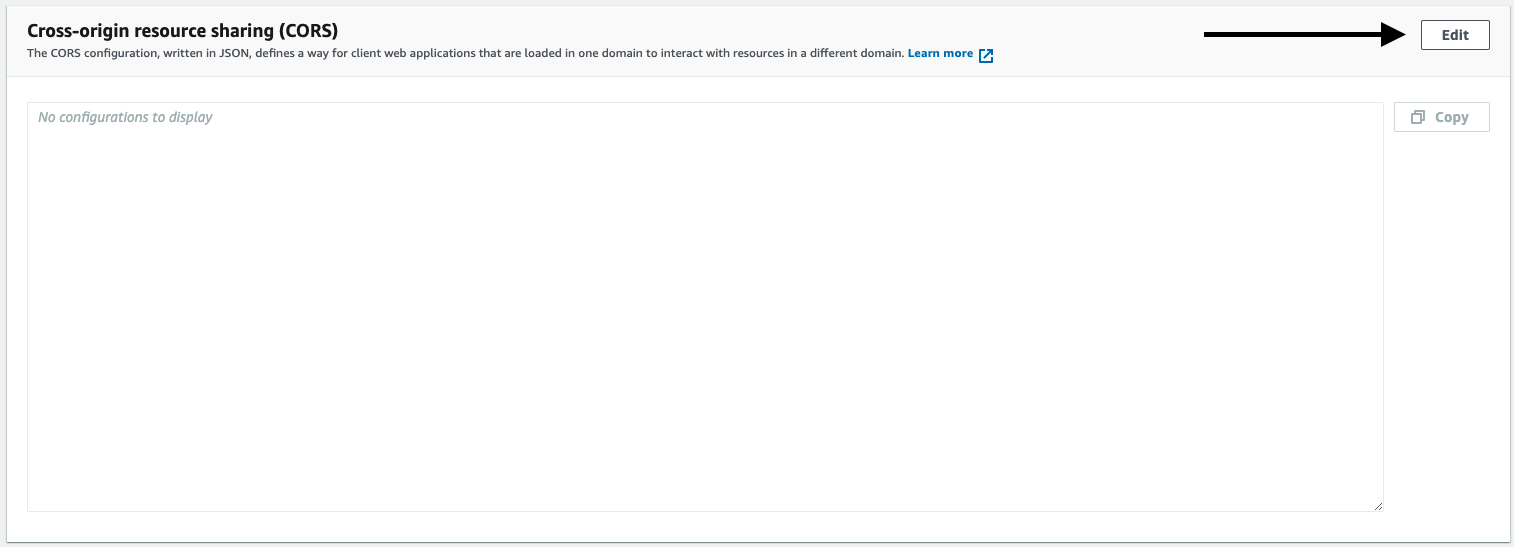 Cross-origin resource sharing (CORS)
Edit
The CORS configuration, written in JSON, defines a way for client web applications that are loaded in one domain to interact with resources in a different domain. Learn more
No configurations to display
Copy